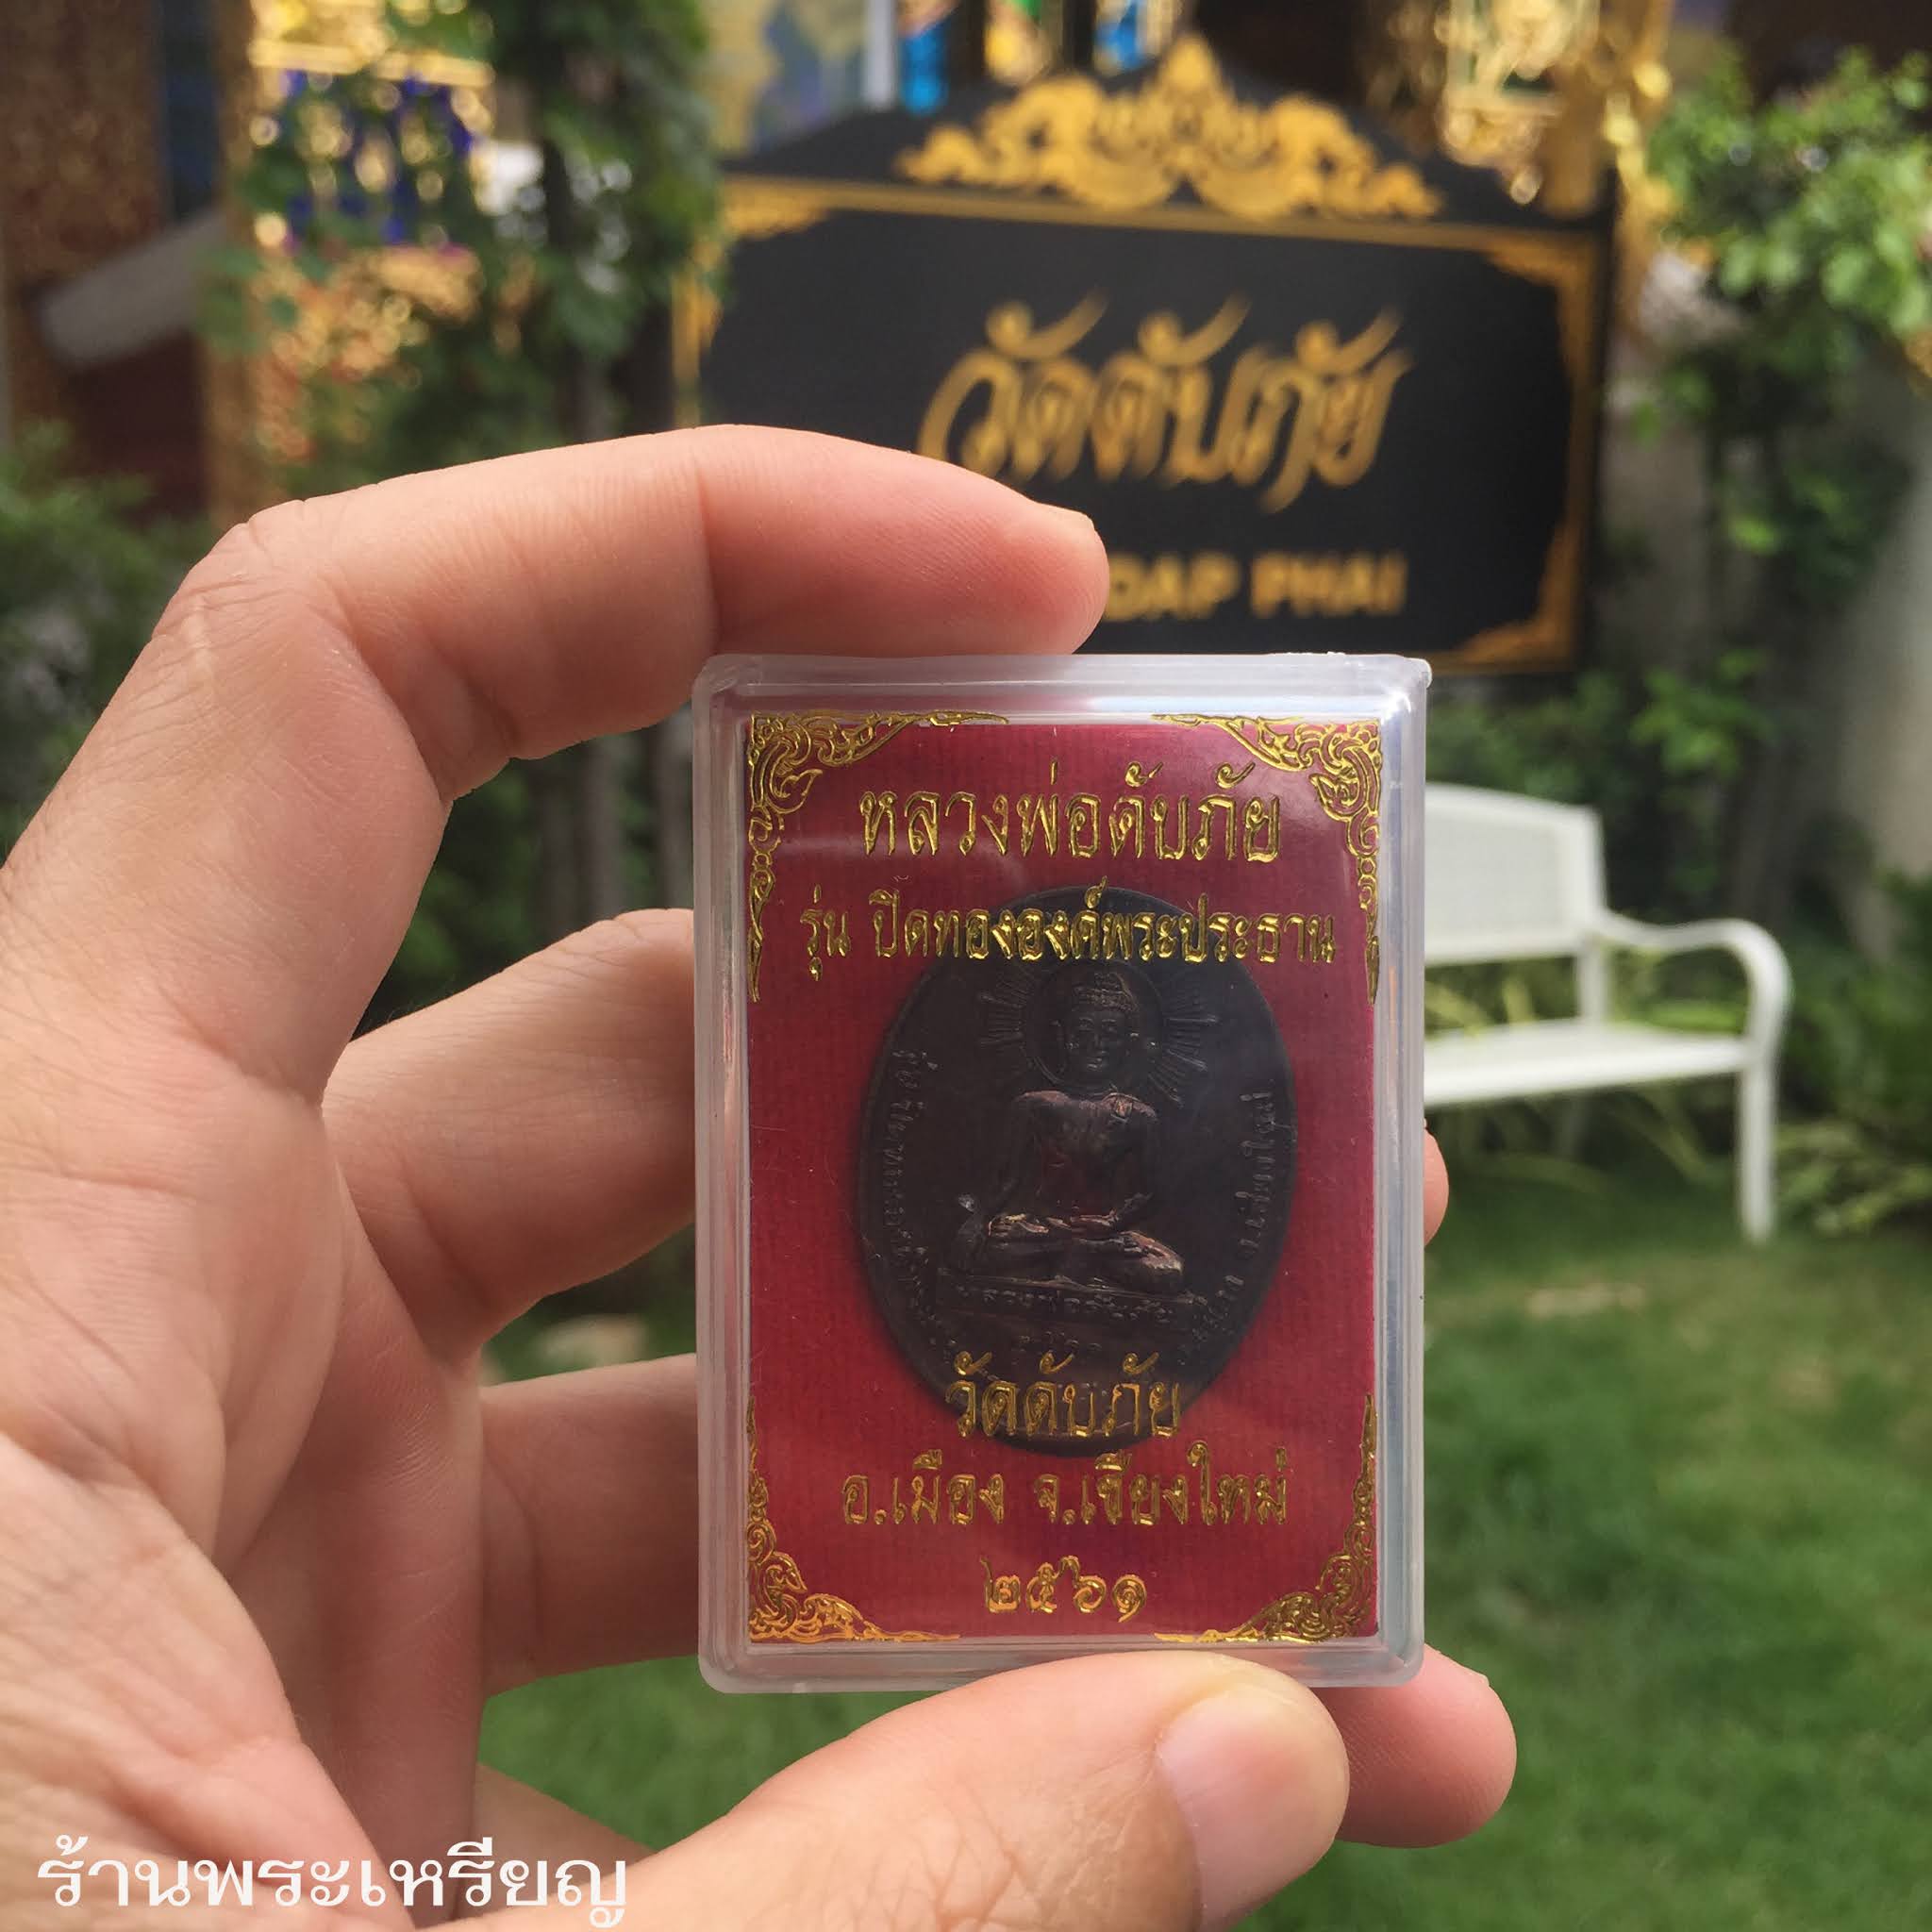 วัดดับภัย
DAP PHAI
หลวงพ่อดับภัย
รุ่น ปิดทององค์พระประธาน
วัดดับภัย
อ.เมือง จ.เชียงใหม่
๒๕๖๑
ร้านพระเหรียญ